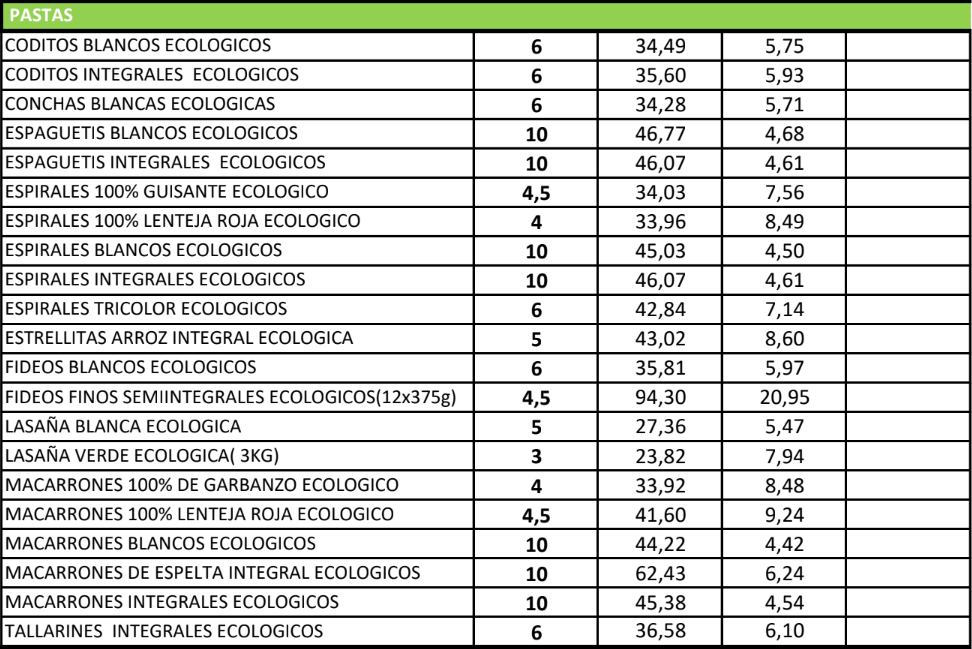 PASTAS
CODITOS BLANCOS ECOLOGICOS 6 34,49 5,75
CODITOS INTEGRALES ECOLOGICOS 6 35,60 5,93
CONCHAS BLANCAS ECOLOGICAS 6 34,28 5,71
ESPAGUETIS BLANCOS ECOLOGICOS 10 46,77 4,68
ESPAGUETIS INTEGRALES ECOLOGICOS 10 46,07 4,61
ESPIRALES 100% GUISANTE ECOLOGICO 4,5 34,03 7,56
ESPIRALES 100% LENTEJA ROJA ECOLOGICO 4 33,96 8,49
ESPIRALES BLANCOS ECOLOGICOS 10 45,03 4,50
ESPIRALES INTEGRALES ECOLOGICOS 10 46,07 4,61
ESPIRALES TRICOLOR ECOLOGICOS 6 42,84 7,14
ESTRELLITAS ARROZ INTEGRAL ECOLOGICA 5 43,02 8,60
FIDEOS BLANCOS ECOLOGICOS 6 35,81 5,97
FIDEOS FINOS SEMIINTEGRALES ECOLOGICOS(12x375g) 4,5 94,30 20,95
LASAÑA BLANCA ECOLOGICA 5 27,36 5,47
LASAÑA VERDE ECOLOGICA( 3KG) 3 23,82 7,94
MACARRONES 100% DE GARBANZO ECOLOGICO 4 33,92 8,48
MACARRONES 100% LENTEJA ROJA ECOLOGICO 4,5 41,60 9,24
MACARRONES BLANCOS ECOLOGICOS 10 44,22 4,42
MACARRONES DE ESPELTA INTEGRAL ECOLOGICOS 10 62,43 6,24
MACARRONES INTEGRALES ECOLOGICOS 10 45,38 4,54
TALLARINES INTEGRALES ECOLOGICOS 6 36,58 6,10